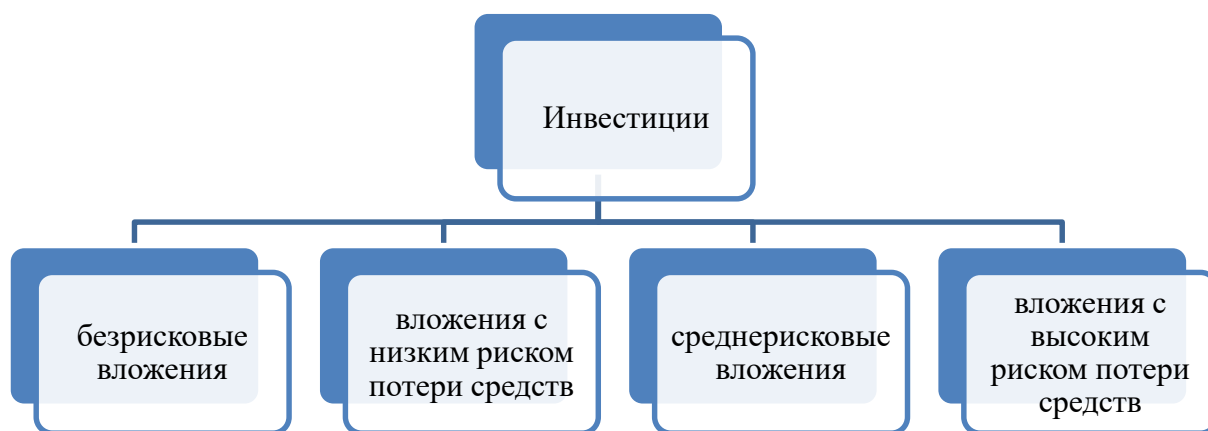 Инвестиции
безрисковые
вложения
вложения с
низким риском
потери средств
среднерисковые
вложения
вложения с
высоким
риском потери
средств